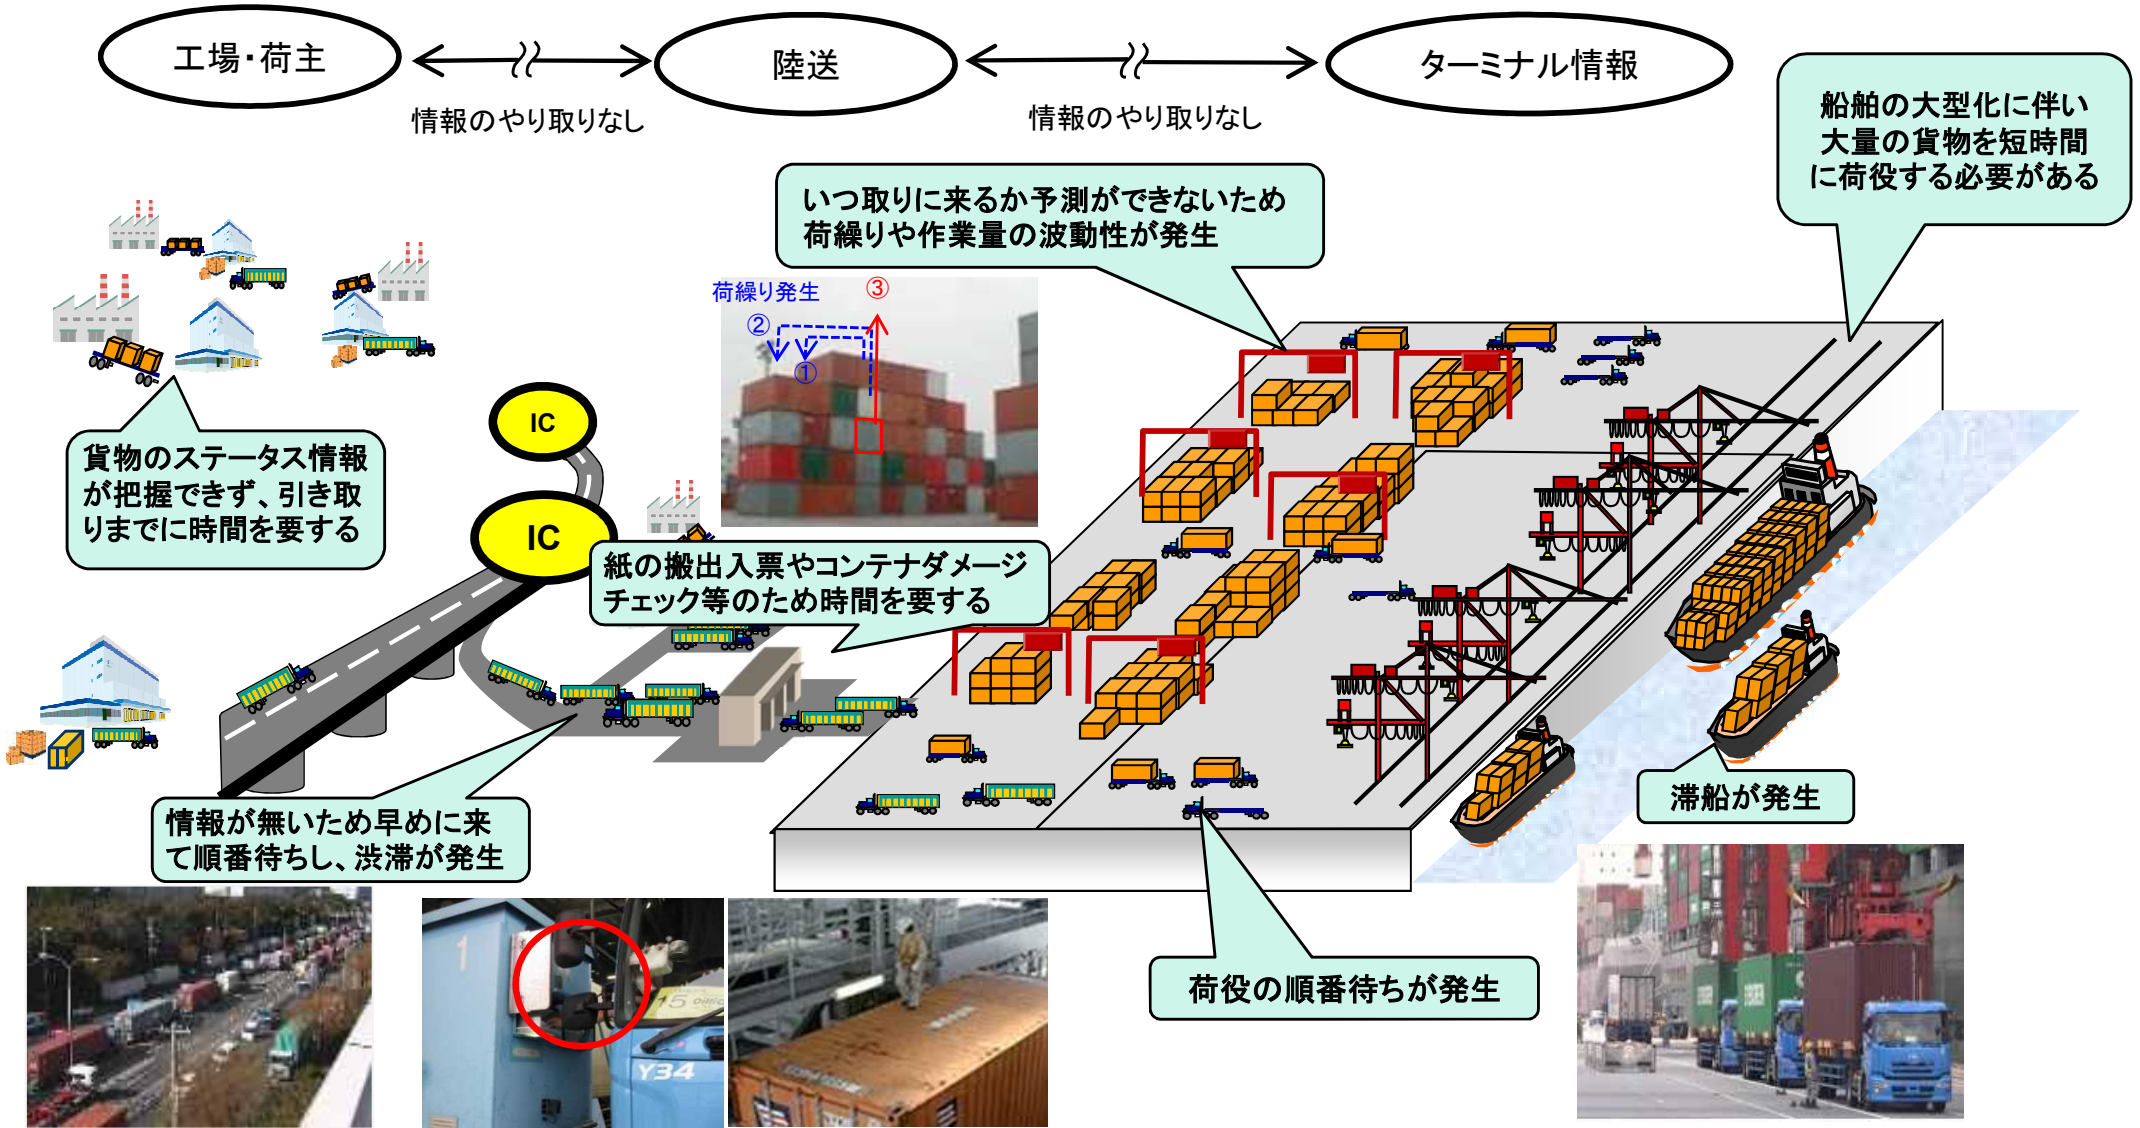 工場・荷主
陸送
ターミナル情報
情報のやり取りなし
情報のやり取りなし
船舶の大型化に伴い
大量の貨物を短時間
に荷役する必要がある
いつ取りに来るか予測ができないため
荷繰りや作業量の波動性が発生
荷繰り発生
③
②
①
IC
貨物のステータス情報
が把握できず、引き取
りまでに時間を要する
IC
紙の搬出入票やコンテナダメージ
チェック等のため時間を要する
情報が無いため早めに来
て順番待ちし、渋滞が発生
滞船が発生
荷役の順番待ちが発生
1
Y34